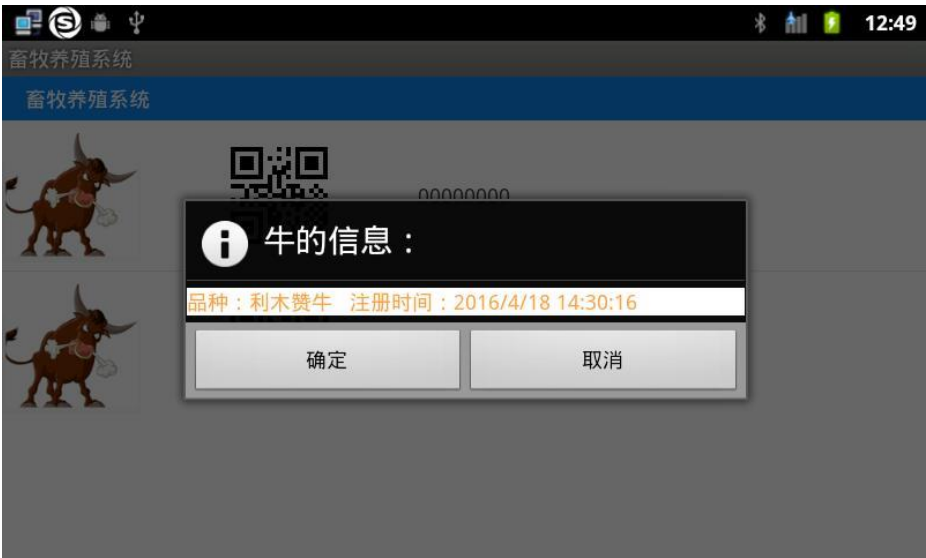 12:49
畜牧养殖系统
畜牧养殖系统
00000000
牛的信息：
品种：利木赞牛 注册时间：2016/4/18 14:30:16
确定 取消